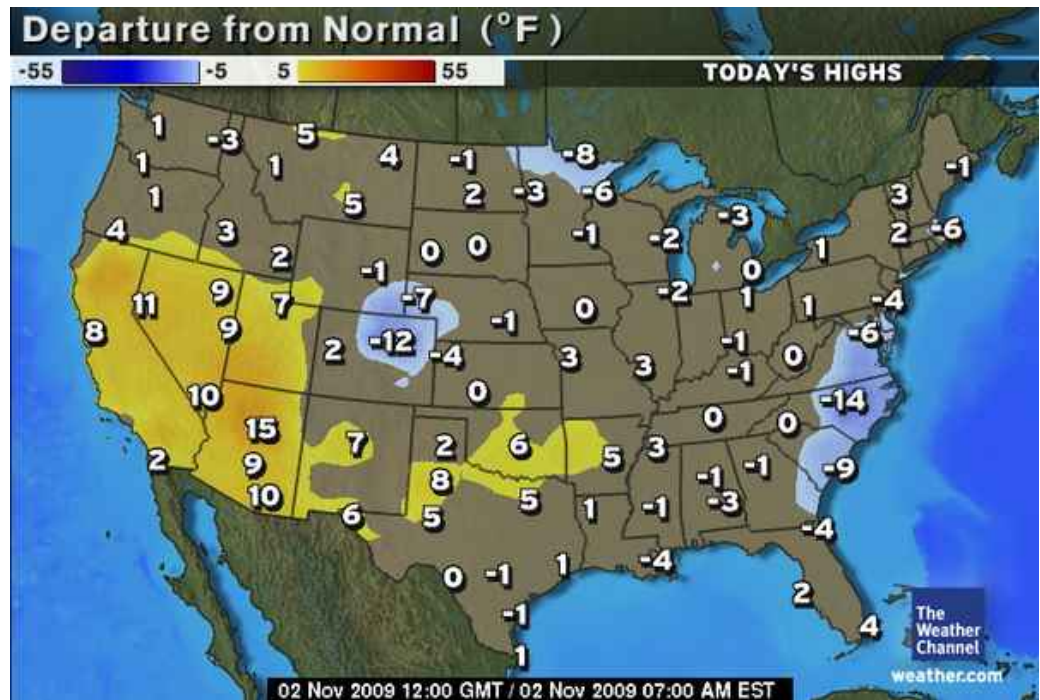 Departure from Normal (°F)
-55 -5 5 55 TODAY'S HIGHS
1 -3 5 4 -1 -8
1 1 2 -3 -6 -1
1 5 3
4 3 2 -1 0 0 -1 -2 -3 1 2 -6
11 9 7 -7 -1 0 -2 0 1 1 -4
8 9 2 -12 -4 3 3 -1 -1 0 -6
10 0 -14
15 7 2 6 5 3 0 0
2 9 8 5 -1 -1 -9
10 6 5 1 -1 -3 -4
0 -1 1 -4 2
-1 4
1
The
Weather
Channel
weather.com
02 Nov 2009 12:00 GMT / 02 Nov 2009 07:00 AM EST